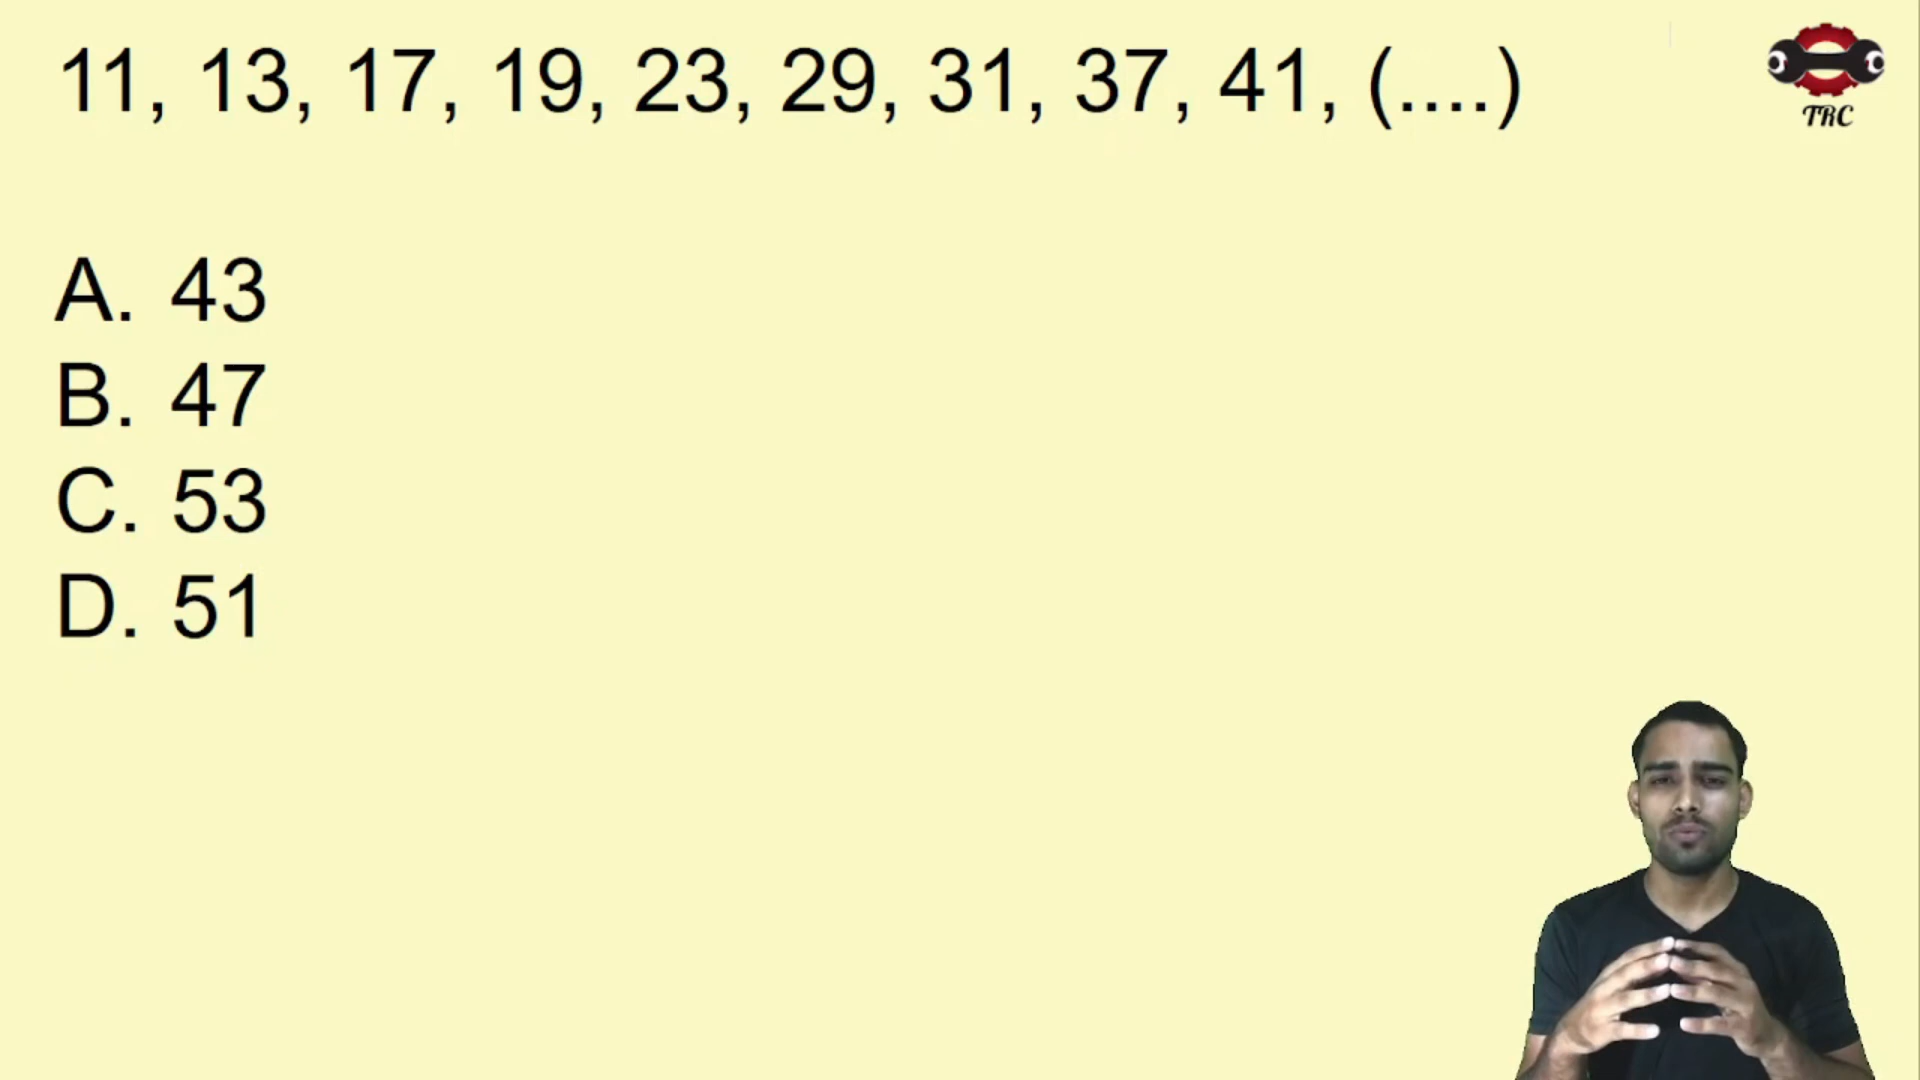 11, 13, 17, 19, 23, 29, 31, 37, 41, (....)
TRC
A. 43
B. 47
C. 53
D. 51